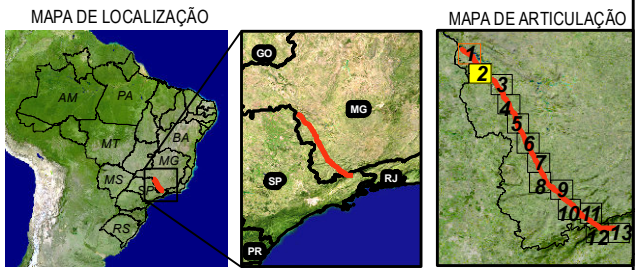 MAPA DE LOCALIZAÇÃO
AM
PA
MT
BA
MG
MS
SP
RS
GO
MG
SP
RJ
PR
MAPA DE ARTICULAÇÃO
1
2
3
4
5
6
7
8
9
10
11
12
13